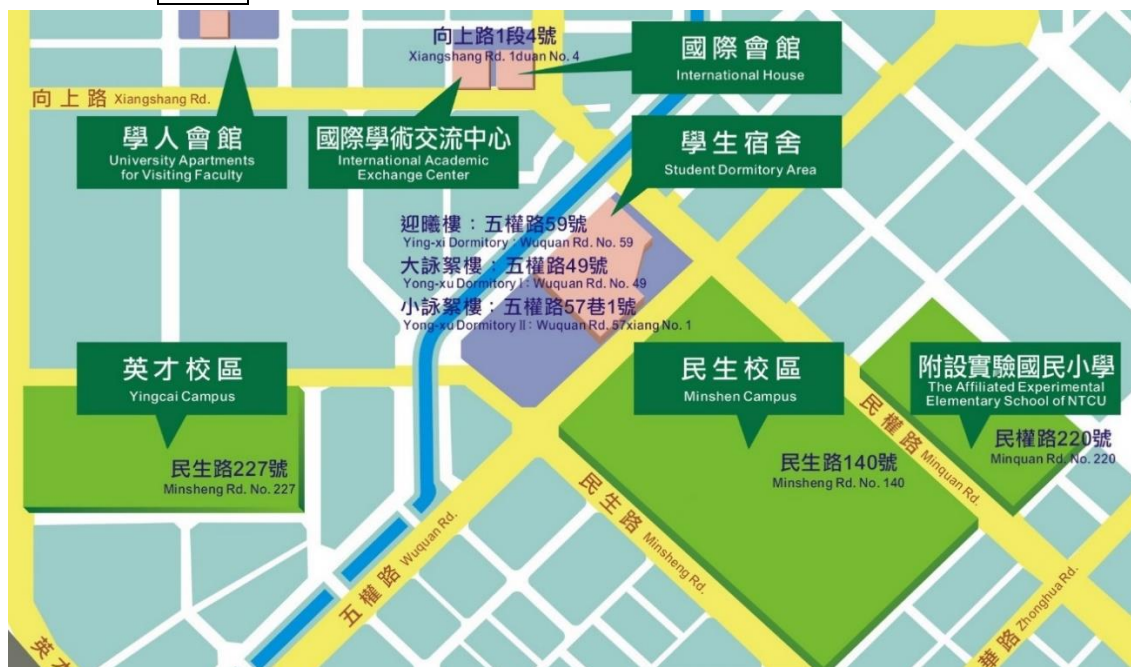 向上路1段4號
Xiangshang Rd. 1duan No. 4
國際會館
International House
向上路 Xiangshang Rd.
學人會館
University Apartments
for Visiting Faculty
國際學術交流中心
International Academic
Exchange Center
學生宿舍
Student Dormitory Area
迎曦樓：五權路59號
Ying-xi Dormitory：Wuquan Rd. No. 59
大詠絮樓：五權路49號
Yong-xu Dormitory I：Wuquan Rd. No. 49
小詠絮樓：五權路57巷1號
Yong-xu Dormitory II：Wuquan Rd. 57xiang No. 1
英才校區
Yingcai Campus
民生校區
Minshen Campus
附設實驗國民小學
The Affiliated Experimental
Elementary School of NTCU
民生路227號
Minsheng Rd. No. 227
民生路140號
Minsheng Rd. No. 140
民權路220號
Minquan Rd. No. 220
民權路 Minquan Rd.
民生路 Minsheng Rd.
五權路 Wuquan Rd.
華路 Zhonghua Rd.
英才